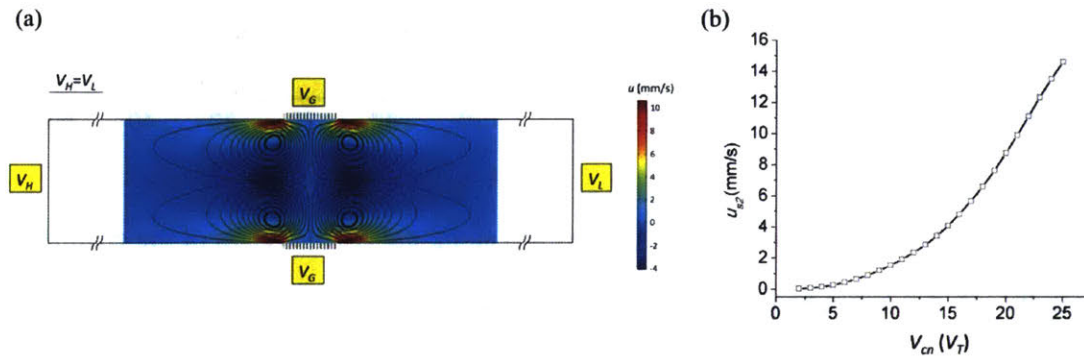 (a)
V_H=V_L
V_G
u [mm/s]
10
8
6
4
2
0
-2
-4
V_H
V_L
V_G
(b)
u_s2 (mm/s)
16
14
12
10
8
6
4
2
0
0 5 10 15 20 25
V_cn (V_T)